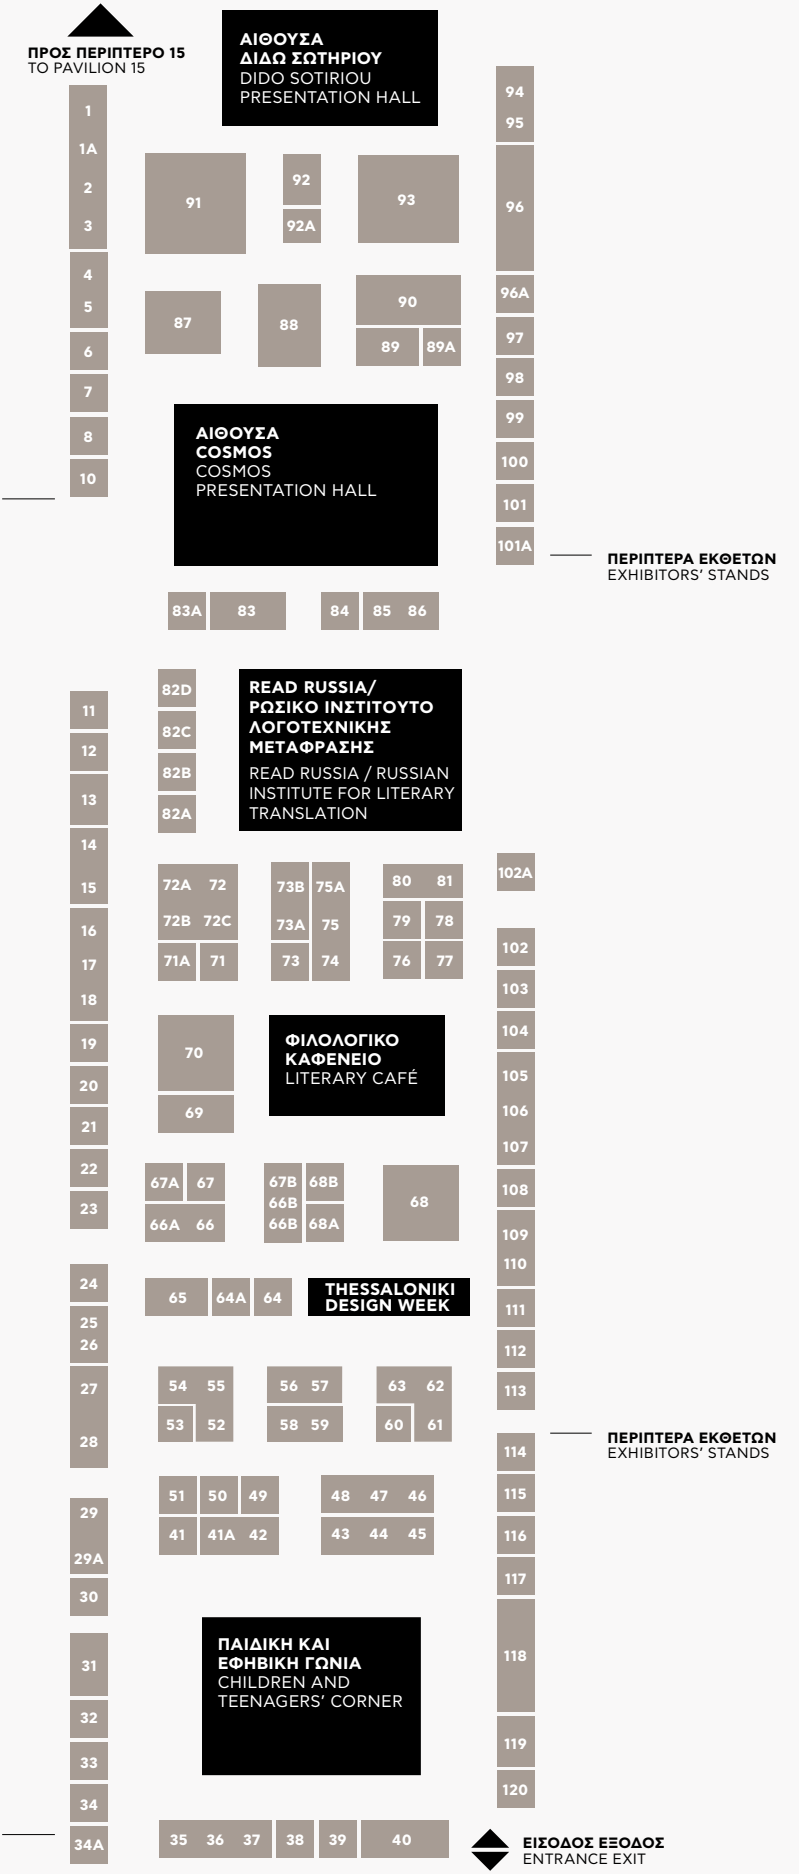 ΠΡΟΣ ΠΕΡΙΠΤΕΡΟ 15
TO PAVILION 15
ΑΙΘΟΥΣΑ
ΔΙΔΩ ΣΩΤΗΡΙΟΥ
DIDO SOTIRIOU
PRESENTATION HALL
1
1A
2
3
4
5
6
7
8
10
91
92
92A
93
87
88
90
89
89A
94
95
96
96A
97
98
99
100
101
101A
ΑΙΘΟΥΣΑ
COSMOS
COSMOS
PRESENTATION HALL
ΠΕΡΙΠΤΕΡΑ ΕΚΘΕΤΩΝ
EXHIBITORS' STANDS
83A
83
84
85
86
82D
82C
82B
82A
READ RUSSIA/
ΡΩΣΙΚΟ ΙΝΣΤΙΤΟΥΤΟ
ΛΟΓΟΤΕΧΝΙΚΗΣ
ΜΕΤΑΦΡΑΣΗΣ
READ RUSSIA / RUSSIAN
INSTITUTE FOR LITERARY
TRANSLATION
11
12
13
14
15
16
17
18
19
20
21
22
23
72A 72
72B 72C
71A 71
73B 75A
73A 75
73 74
80 81
79 78
76 77
102A
102
103
104
105
106
107
108
109
110
111
112
113
70
69
ΦΙΛΟΛΟΓΙΚΟ
ΚΑΦΕΝΕΙΟ
LITERARY CAFÉ
67A 67
66A 66
67B 68B
66B
66B 68A
68
24
25
26
27
28
65
64A
64
THESSALONIKI
DESIGN WEEK
54 55
53 52
56 57
58 59
63 62
60 61
ΠΕΡΙΠΤΕΡΑ ΕΚΘΕΤΩΝ
EXHIBITORS' STANDS
51 50 49
41 41A 42
48 47 46
43 44 45
29
29A
30
31
32
33
34
34A
114
115
116
117
118
119
120
ΠΑΙΔΙΚΗ ΚΑΙ
ΕΦΗΒΙΚΗ ΓΩΝΙΑ
CHILDREN AND
TEENAGERS' CORNER
35 36 37 38 39 40
ΕΙΣΟΔΟΣ ΕΞΟΔΟΣ
ENTRANCE EXIT